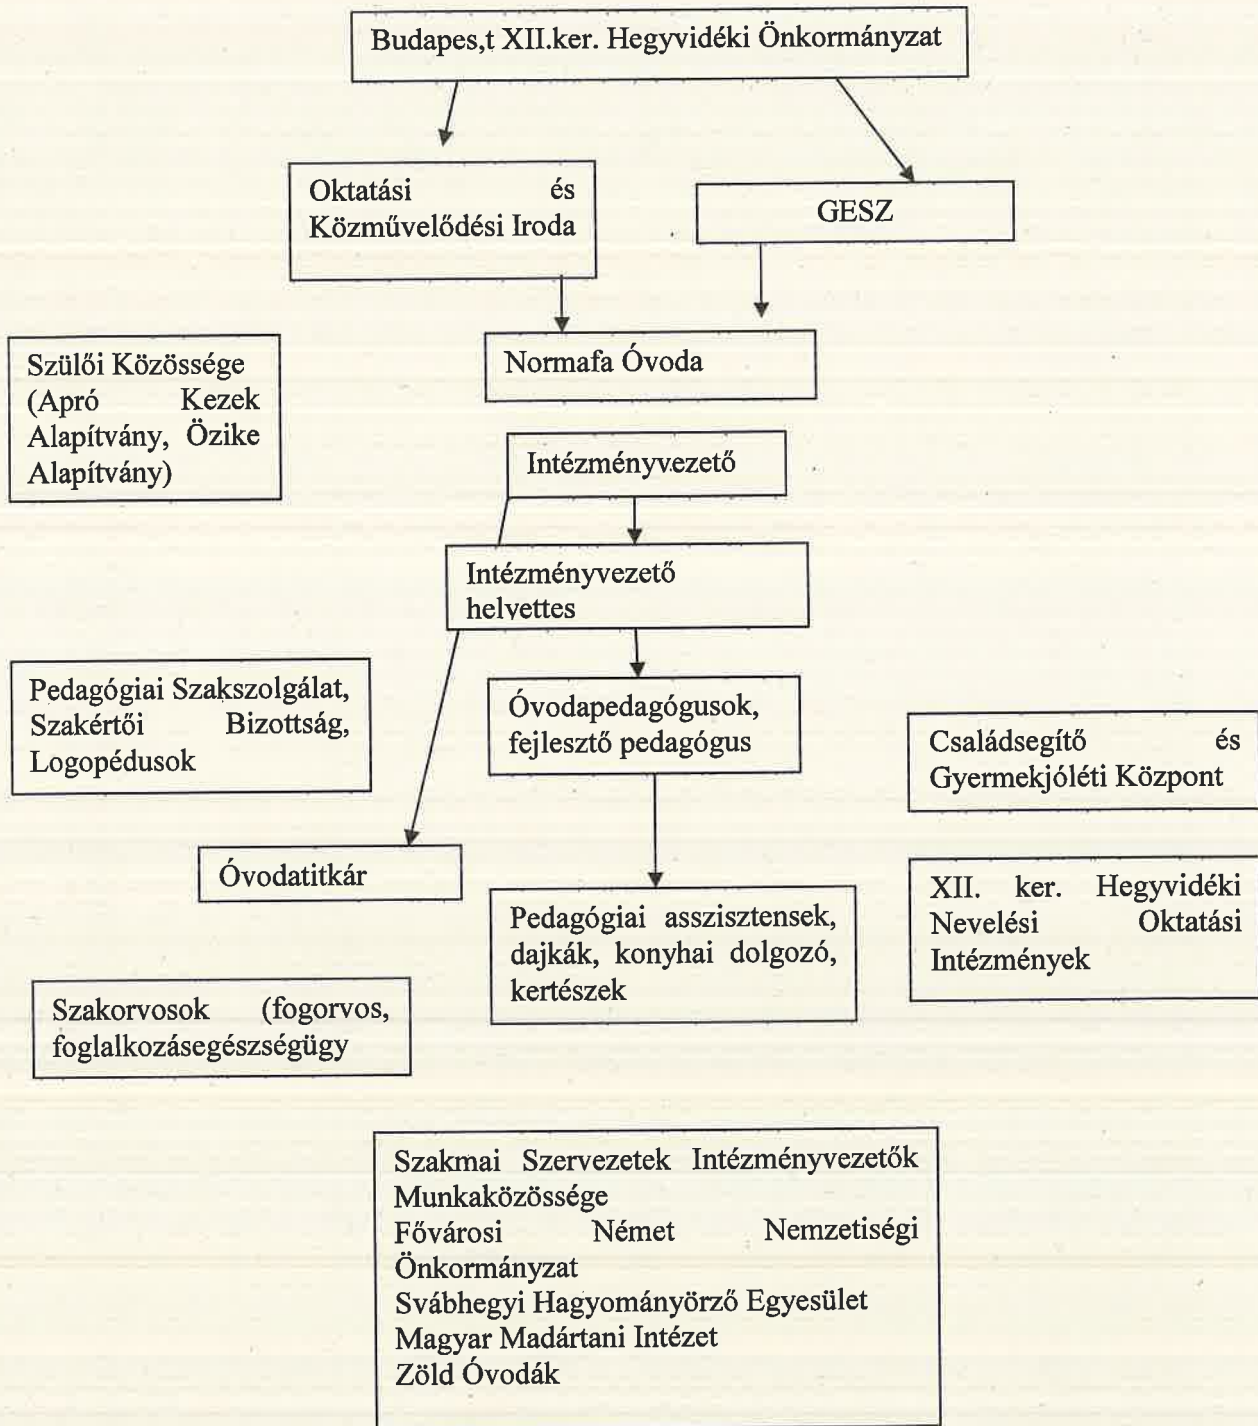 Budapes,t XII.ker. Hegyvidéki Önkormányzat
Oktatási és
Közművelődési Iroda
GESZ
Szülői Közössége
(Apró Kezek
Alapítvány, Özike
Alapítvány)
Normafa Óvoda
Intézményvezető
Intézményvezető
helyettes
Pedagógiai Szakszolgálat,
Szakértői Bizottság,
Logopédusok
Óvodapedagógusok,
fejlesztő pedagógus
Családsegítő és
Gyermekjóléti Központ
Óvodatitkár
Pedagógiai asszisztensek,
dajkák, konyhai dolgozó,
kertészek
XII. ker. Hegyvidéki
Nevelési Oktatási
Intézmények
Szakorvosok (fogorvos,
foglalkozásegészségügy
Szakmai Szervezetek Intézményvezetők
Munkaközössége
Fővárosi Német Nemzetiségi
Önkormányzat
Svábhegyi Hagyományörző Egyesület
Magyar Madártani Intézet
Zöld Óvodák